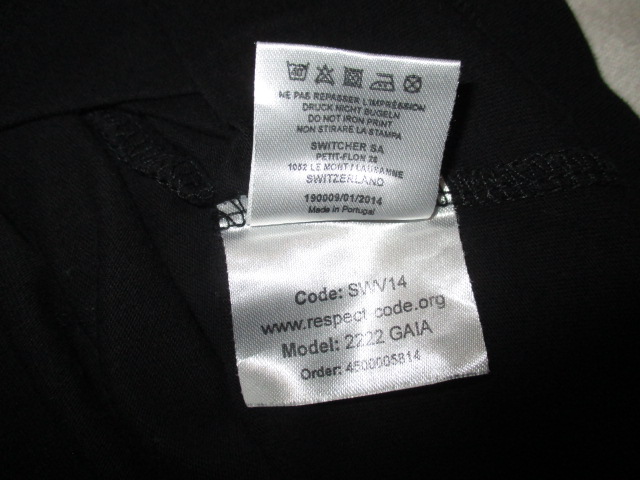 40
NE PAS REPASSER L'IMPRESSION
DRUCK NICHT BUGELN
DO NOT IRON PRINT
NON STIRARE LA STAMPA
SWITCHER SA
PETIT-FLON 28
1052 LE MONT / LAUSANNE
SWITZERLAND
190009/01/2014
Made in Portugal
Code: SWV14
www.respect-code.org
Model: 2222 GAIA
Order: 4500005814